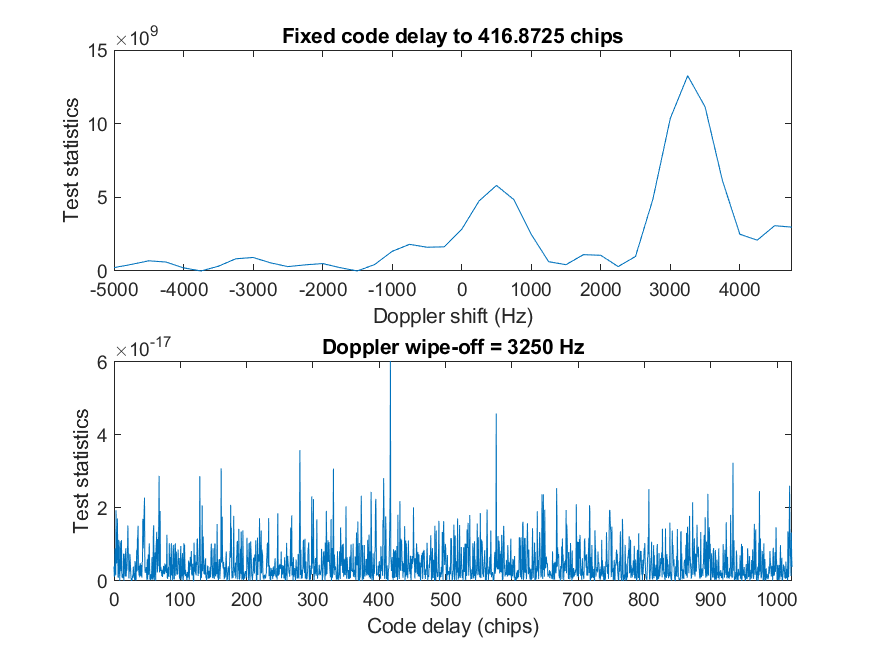 ×10^9
Fixed code delay to 416.8725 chips
15
10
5
0
Test statistics
-5000 -4000 -3000 -2000 -1000 0 1000 2000 3000 4000
Doppler shift (Hz)
×10^-17
Doppler wipe-off = 3250 Hz
6
4
2
0
Test statistics
0 100 200 300 400 500 600 700 800 900 1000
Code delay (chips)